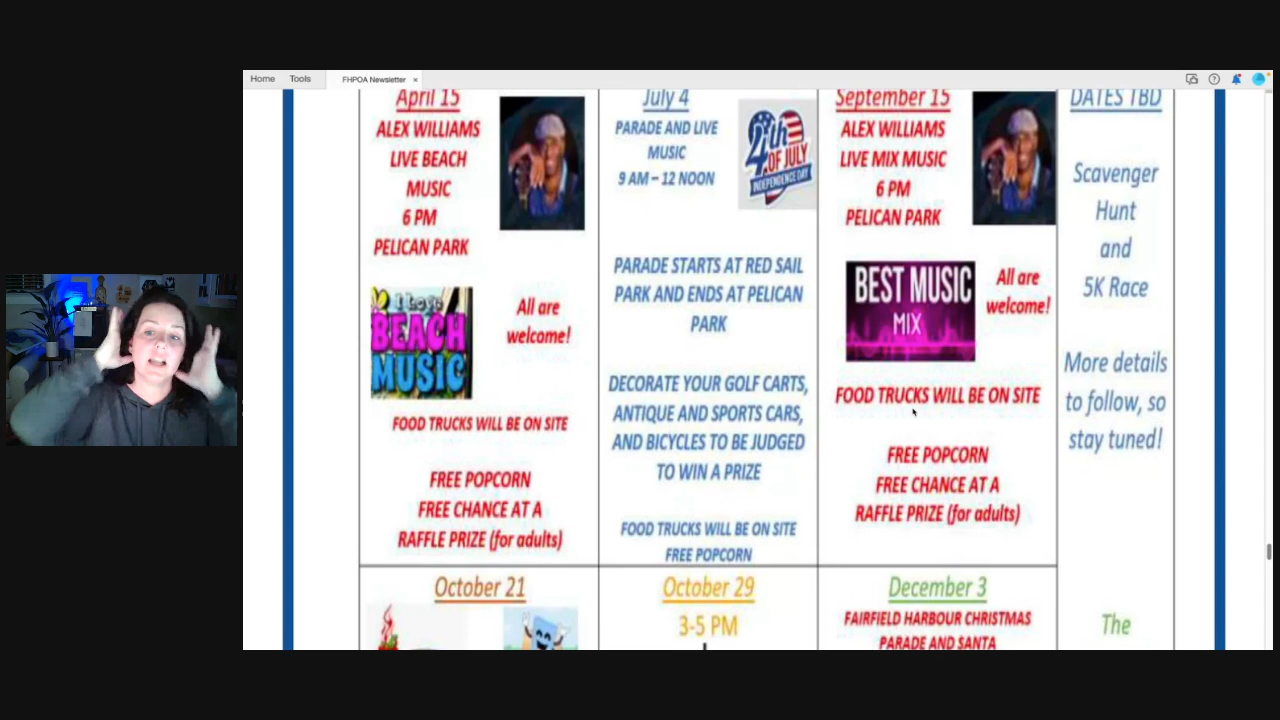 Home
Tools
FHPOA Newsletter
April 15
ALEX WILLIAMS
LIVE BEACH
MUSIC
6 PM
PELICAN PARK
I Love
BEACH
MUSIC
All are
welcome!
FOOD TRUCKS WILL BE ON SITE
FREE POPCORN
FREE CHANCE AT A
RAFFLE PRIZE (for adults)
July 4
PARADE AND LIVE
MUSIC
9 AM – 12 NOON
4th
OF JULY
INDEPENDENCE DAY
PARADE STARTS AT RED SAIL
PARK AND ENDS AT PELICAN
PARK
DECORATE YOUR GOLF CARTS,
ANTIQUE AND SPORTS CARS,
AND BICYCLES TO BE JUDGED
TO WIN A PRIZE
FOOD TRUCKS WILL BE ON SITE
FREE POPCORN
September 15
ALEX WILLIAMS
LIVE MIX MUSIC
6 PM
PELICAN PARK
BEST MUSIC
MIX
All are
welcome!
FOOD TRUCKS WILL BE ON SITE
FREE POPCORN
FREE CHANCE AT A
RAFFLE PRIZE (for adults)
DATES TBD
Scavenger
Hunt
and
5K Race
More details
to follow, so
stay tuned!
October 21
October 29
3-5 PM
December 3
FAIRFIELD HARBOUR CHRISTMAS
PARADE AND SANTA
The